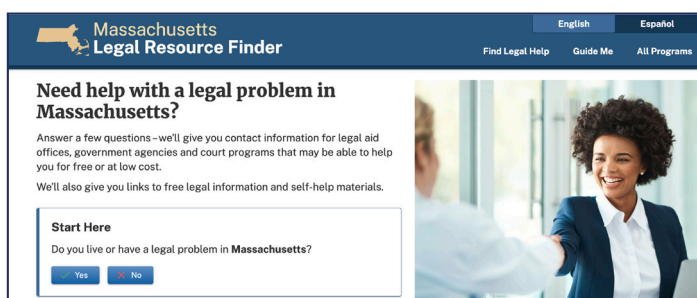 English
Español
Massachusetts
Legal Resource Finder
Find Legal Help
Guide Me
All Programs
Need help with a legal problem in
Massachusetts?
Answer a few questions – we'll give you contact information for legal aid
offices, government agencies and court programs that may be able to help
you for free or at low cost.
We'll also give you links to free legal information and self-help materials.
Start Here
Do you live or have a legal problem in Massachusetts?
Yes
No